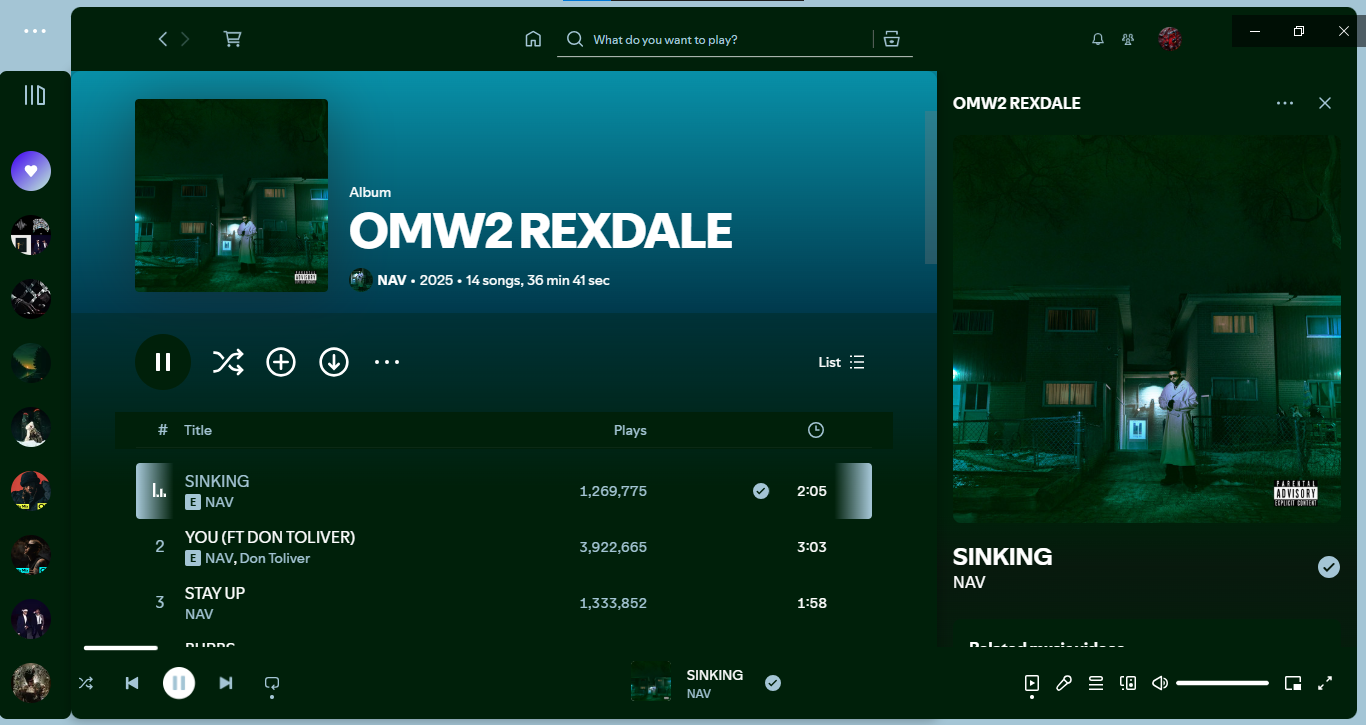 What do you want to play?
Album
OMW2 REXDALE
NAV • 2025 • 14 songs, 36 min 41 sec
List
# Title Plays
SINKING 1,269,775 2:05
E NAV
2 YOU (FT DON TOLIVER) 3,922,665 3:03
E NAV, Don Toliver
3 STAY UP 1,333,852 1:58
NAV
OMW2 REXDALE
PARENTAL
ADVISORY
EXPLICIT CONTENT
SINKING
NAV
Related music videos
SINKING
NAV